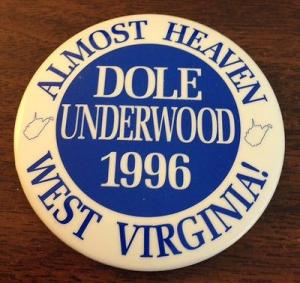 ALMOST HEAVEN
DOLE
UNDERWOOD
1996
WEST VIRGINIA!